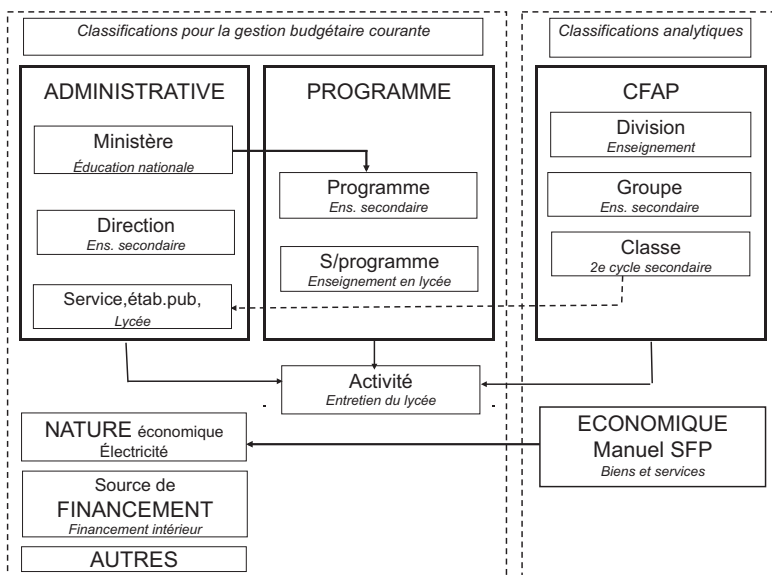 Classifications pour la gestion budgétaire courante
Classifications analytiques
ADMINISTRATIVE
Ministère
Éducation nationale
Direction
Ens. secondaire
Service,étab.pub,
Lycée
PROGRAMME
Programme
Ens. secondaire
S/programme
Enseignement en lycée
CFAP
Division
Enseignement
Groupe
Ens. secondaire
Classe
2e cycle secondaire
Activité
Entretien du lycée
NATURE économique
Électricité
ECONOMIQUE
Manuel SFP
Biens et services
Source de
FINANCEMENT
Financement intérieur
AUTRES